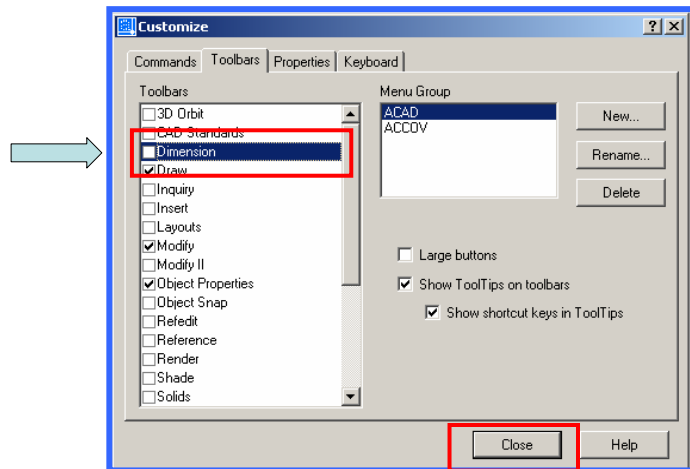 Customize
Commands Toolbars Properties Keyboard
Toolbars
3D Orbit
CAD Standards
Dimension
Draw
Inquiry
Insert
Layouts
Modify
Modify II
Object Properties
Object Snap
Refedit
Reference
Render
Shade
Solids
Menu Group
ACAD
ACCOV
New...
Rename...
Delete
Large buttons
Show ToolTips on toolbars
Show shortcut keys in ToolTips
Close Help